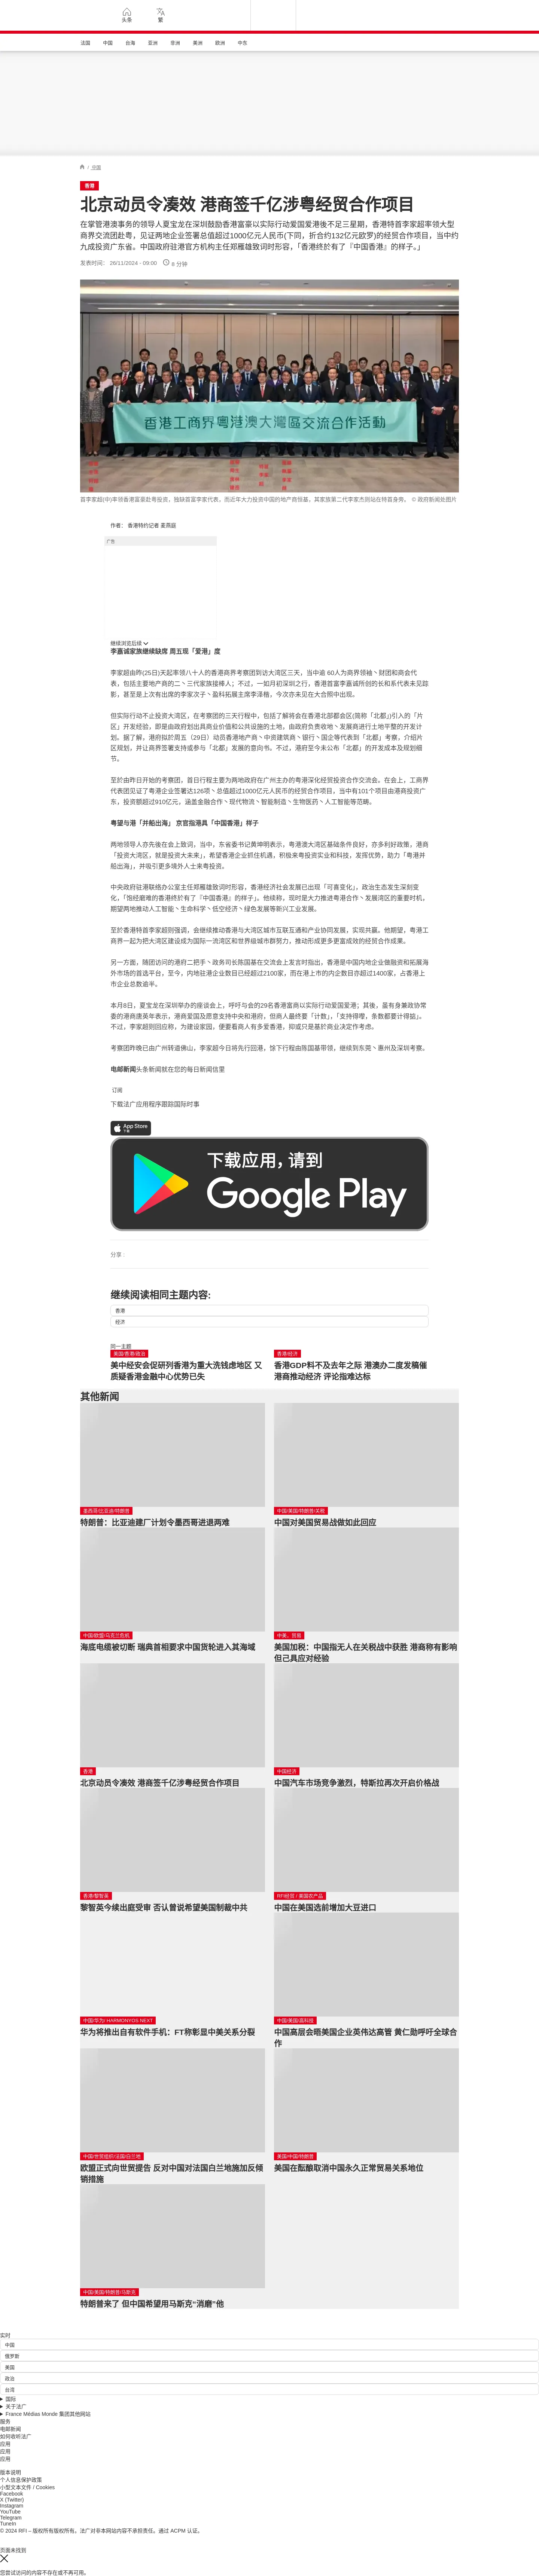 头条
繁
法国
中国
台海
亚洲
非洲
美洲
欧洲
中东
/ 中国
香港
北京动员令凑效 港商签千亿涉粤经贸合作项目
在掌管港澳事务的领导人夏宝龙在深圳鼓励香港富豪以实际行动爱国爱港後不足三星期，香港特首李家超率领大型
商界交流团赴粤，见证两地企业签署总值超过1000亿元人民币(下同，折合约132亿元欧罗)的经贸合作项目，当中约
九成投资广东省。中国政府驻港官方机构主任郑雁雄致词时形容，「香港终於有了『中国香港』的样子。」
发表时间： 26/11/2024 - 09:00
8 分钟
香港工商界粤港澳大湾區交流合作活動
首李家超(中)率领香港富豪赴粤投资，独缺首富李家代表，而近年大力投资中国的地产商恒基，其家族第二代李家杰则站在特首身旁。 © 政府新闻处图片
作者： 香港特约记者 麦燕庭
广告
继续浏览后续
李嘉诚家族继续缺席 周五现「爱港」度
李家超由昨(25日)天起率领八十人的香港商界考察团到访大湾区三天，当中逾 60人为商界领袖丶财团和商会代
表，包括主要地产商的二丶三代家族接棒人；不过，一如月初深圳之行，香港首富李嘉诚所创的长和系代表未见踪
影，甚至是上次有出席的李家次子丶盈科拓展主席李泽楷，今次亦未见在大合照中出现。
但实际行动不止投资大湾区，在考察团的三天行程中，包括了解将会在香港北部都会区(简称「北都」)引入的「片
区」开发经验，即是由政府划出具商业价值和公共设施的土地，由政府负责收地丶发展商进行土地平整的开发计
划。据了解，港府拟於周五（29日）动员香港地产丶中资建筑商丶银行丶国企等代表到「北都」考察，介绍片
区规划，并让商界签署支持或参与「北都」发展的意向书。不过，港府至今未公布「北都」的开发成本及规划细
节。
至於由昨日开始的考察团，首日行程主要为两地政府在广州主办的粤港深化经贸投资合作交流会。在会上，工商界
代表团见证了粤港企业签署达126项丶总值超过1000亿元人民币的经贸合作项目，当中有101个项目由港商投资广
东，投资额超过910亿元，涵盖金融合作丶现代物流丶智能制造丶生物医药丶人工智能等范畴。
粤望与港「并船出海」 京官指港具「中国香港」样子
两地领导人亦先後在会上致词，当中，东省委书记黄坤明表示，粤港澳大湾区基础条件良好，亦多利好政策，港商
「投资大湾区，就是投资大未来」，希望香港企业抓住机遇，积极来粤投资实业和科技，发挥优势，助力「粤港并
船出海」，并吸引更多境外人士来粤投资。
中央政府驻港联络办公室主任郑雁雄致词时形容，香港经济社会发展已出现「可喜变化」，政治生态发生深刻变
化，「饱经磨难的香港终於有了『中国香港』的样子」。他续称，现时是大力推进粤港合作丶发展湾区的重要时机，
期望两地推动人工智能丶生命科学丶低空经济丶绿色发展等新兴工业发展。
至於香港特首李家超则强调，会继续推动香港与大湾区城市互联互通和产业协同发展，实现共赢。他期望，粤港工
商界一起为把大湾区建设成为国际一流湾区和世界级城市群努力，推动形成更多更富成效的经贸合作成果。
另一方面，随团访问的港商二把手丶政务司长陈国基在交流会上发言时指出，香港是中国内地企业做融资和拓展海
外市场的首选平台，至今，内地驻港企业数目已经超过2100家，而在港上市的内企数目亦超过1400家，占香港上
市企业总数逾半。
本月8日，夏宝龙在深圳举办的座谈会上，呼吁与会的29名香港富商以实际行动爱国爱港；其後，虽有身兼政协常
委的港商唐英年表示，港商爱国及愿意支持中央和港府，但商人最终要「计数」，「支持得嚟，条数都要计得掂」。
不过，李家超则回应称，为建设家园，便要看商人有多爱香港，抑或只是基於商业决定作考虑。
考察团昨晚已由广州转道佛山，李家超今日将先行回港，馀下行程由陈国基带领，继续到东莞丶惠州及深圳考察。
电邮新闻头条新闻就在您的每日新闻信里
订阅
下载法广应用程序跟踪国际时事
App Store
下载应用，请到
Google Play
分享 :
继续阅读相同主题内容:
香港
经济
同一主题
美国/香港/政治
美中经安会促研列香港为重大洗钱虑地区 又
质疑香港金融中心优势已失
香港/经济
香港GDP料不及去年之际 港澳办二度发稿催
港商推动经济 评论指难达标
其他新闻
墨西哥/比亚迪/特朗普
特朗普：比亚迪建厂计划令墨西哥进退两难
中国/美国/特朗普/关税
中国对美国贸易战做如此回应
中国/欧盟/乌克兰危机
海底电缆被切断 瑞典首相要求中国货轮进入其海域
中美、贸易
美国加税：中国指无人在关税战中获胜 港商称有影响
但己具应对经验
香港
北京动员令凑效 港商签千亿涉粤经贸合作项目
中国经济
中国汽车市场竞争激烈，特斯拉再次开启价格战
香港/黎智英
黎智英今续出庭受审 否认曾说希望美国制裁中共
RFI经贸 / 美国农产品
中国在美国选前增加大豆进口
中国/华为/ HARMONYOS NEXT
华为将推出自有软件手机：FT称彰显中美关系分裂
中国/美国/高科技
中国高层会晤美国企业英伟达高管 黄仁勋呼吁全球合
作
中国/世贸组织/法国/白兰地
欧盟正式向世贸提告 反对中国对法国白兰地施加反倾
销措施
美国/中国/特朗普
美国在酝酿取消中国永久正常贸易关系地位
中国/美国/特朗普/马斯克
特朗普来了 但中国希望用马斯克”消磨”他
实时
中国
俄罗斯
美国
政治
台湾
国际
关于法广
France Médias Monde 集团其他网站
服务
电邮新闻
如何收听法广
应用
应用
应用
版本说明
个人信息保护政策
小型文本文件 / Cookies
Facebook
X (Twitter)
Instagram
YouTube
Telegram
TuneIn
© 2024 RFI – 版权所有版权所有。法广对非本网站内容不承担责任。通过 ACPM 认证。
页面未找到
您尝试访问的内容不存在或不再可用。